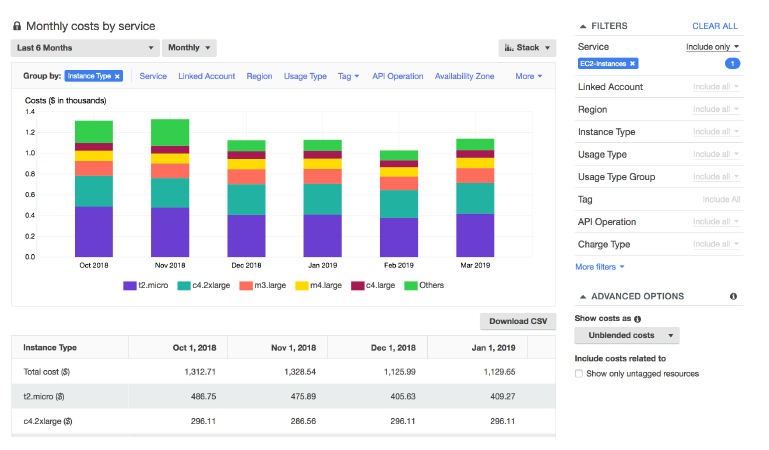 Monthly costs by service
Last 6 Months
Monthly
Stack
Group by: Instance Type × Service Linked Account Region Usage Type Tag API Operation Availability Zone More
Costs ($ in thousands)
1.4
1.2
1.0
0.8
0.6
0.4
0.2
0.0
Oct 2018 Nov 2018 Dec 2018 Jan 2019 Feb 2019 Mar 2019
t2.micro c4.2xlarge m3.large m4.large c4.large Others
Download CSV
Instance Type Oct 1, 2018 Nov 1, 2018 Dec 1, 2018 Jan 1, 2019
Total cost ($) 1,312.71 1,328.54 1,125.99 1,129.65
t2.micro ($) 486.75 475.89 405.63 409.27
c4.2xlarge ($) 296.11 286.56 296.11 296.11
FILTERS CLEAR ALL
Service Include only
EC2-Instances × 1
Linked Account Include all
Region Include all
Instance Type Include all
Usage Type Include all
Usage Type Group Include all
Tag Include All
API Operation Include all
Charge Type Include all
More filters
ADVANCED OPTIONS
Show costs as
Unblended costs
Include costs related to
Show only untagged resources